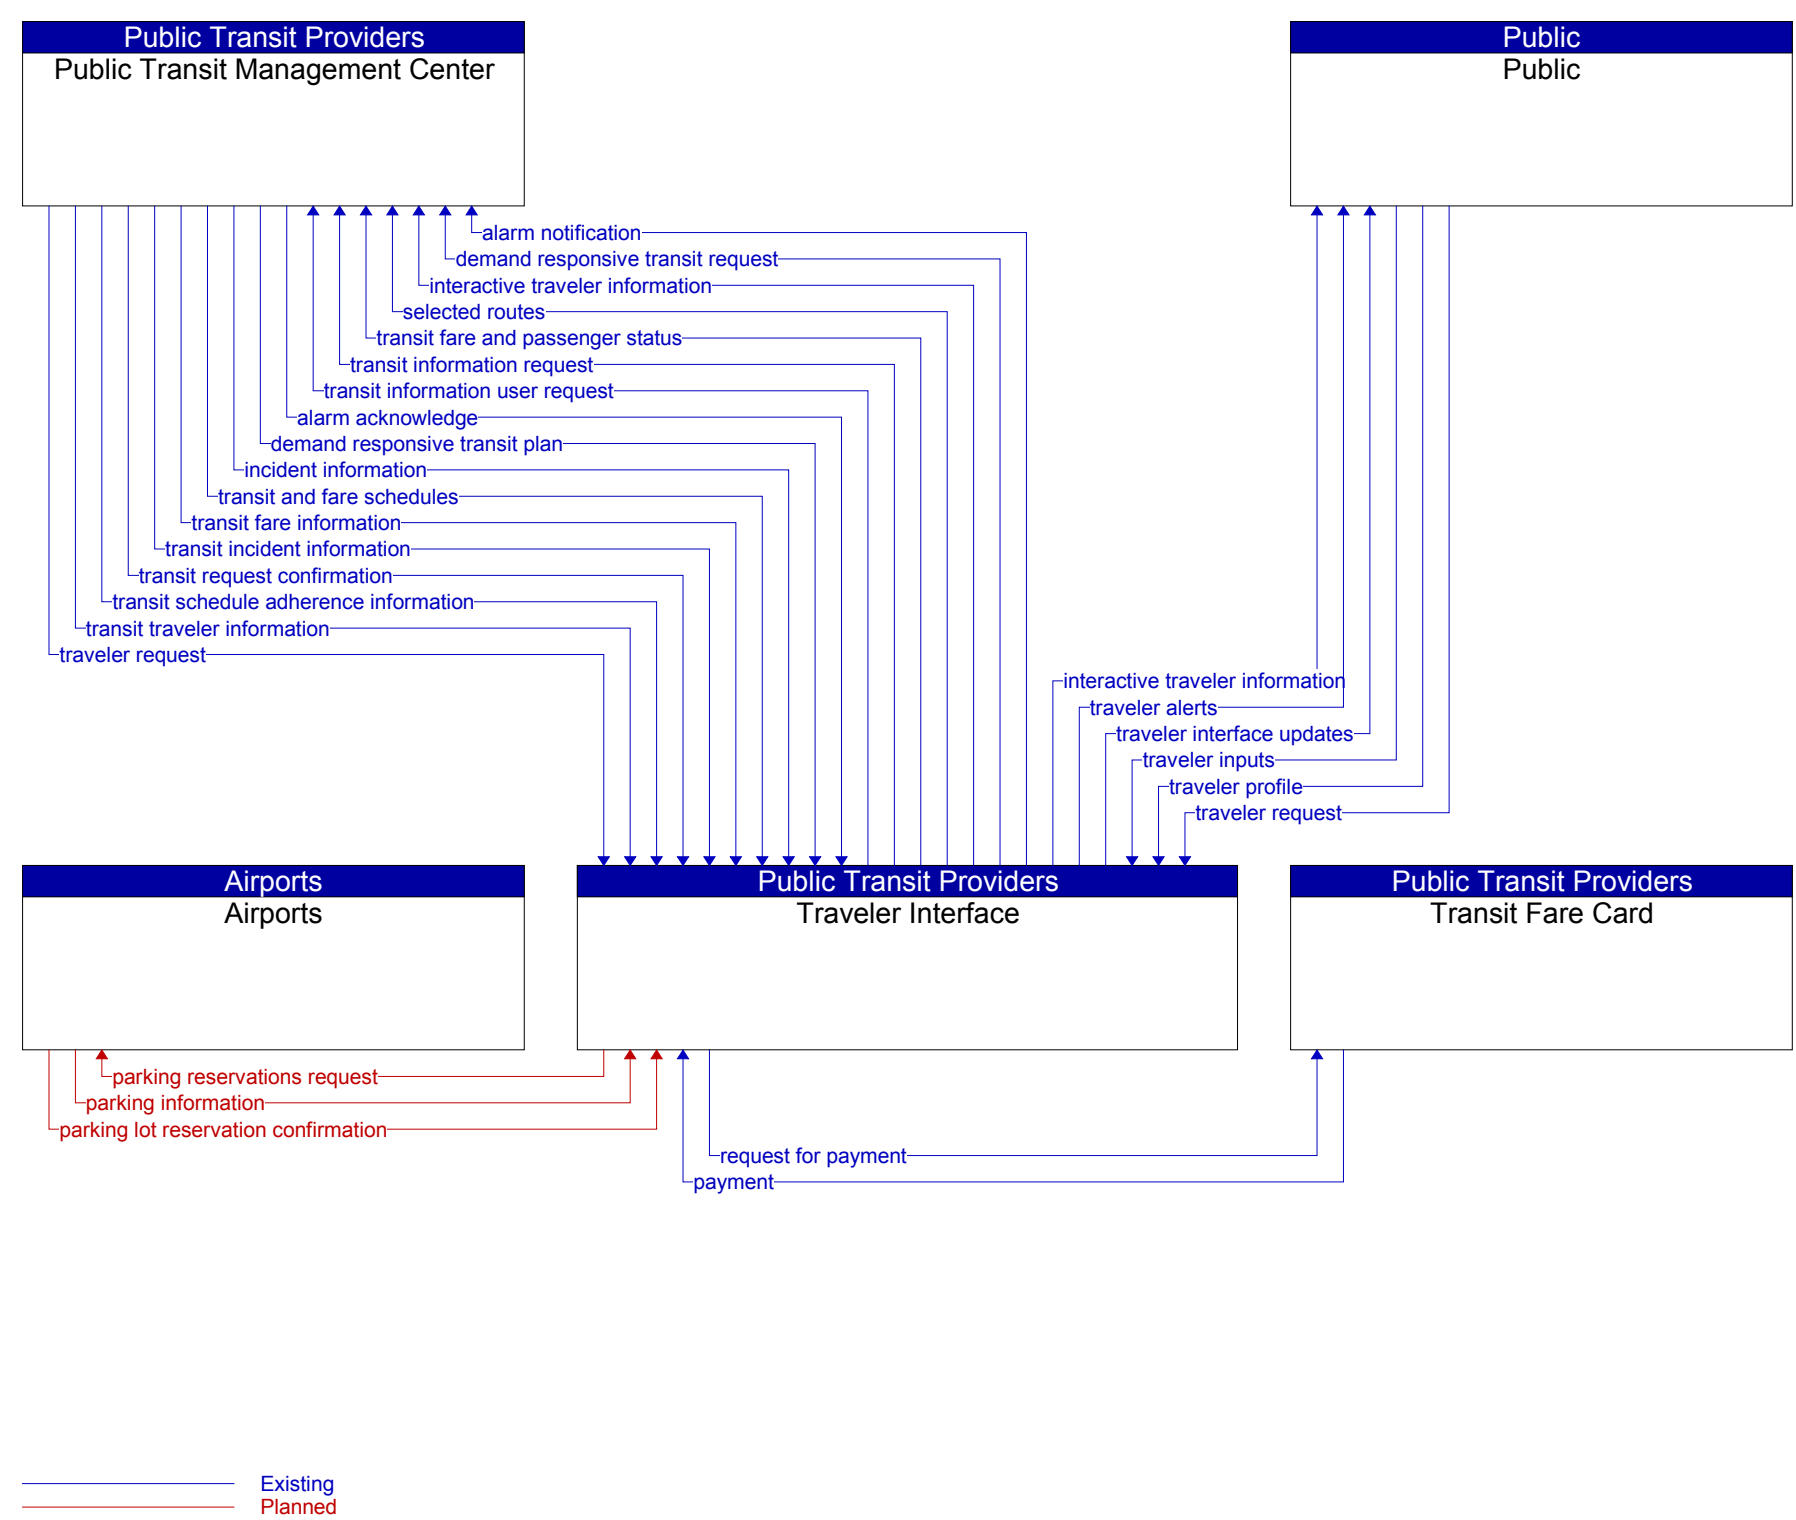 Public Transit Providers
Public Transit Management Center
Public
Public
alarm notification
demand responsive transit request
interactive traveler information
selected routes
transit fare and passenger status
transit information request
transit information user request
alarm acknowledge
demand responsive transit plan
incident information
transit and fare schedules
transit fare information
transit incident information
transit request confirmation
transit schedule adherence information
transit traveler information
traveler request
interactive traveler information
traveler alerts
traveler interface updates
traveler inputs
traveler profile
traveler request
Airports
Airports
Public Transit Providers
Traveler Interface
Public Transit Providers
Transit Fare Card
parking reservations request
parking information
parking lot reservation confirmation
request for payment
payment
Existing
Planned